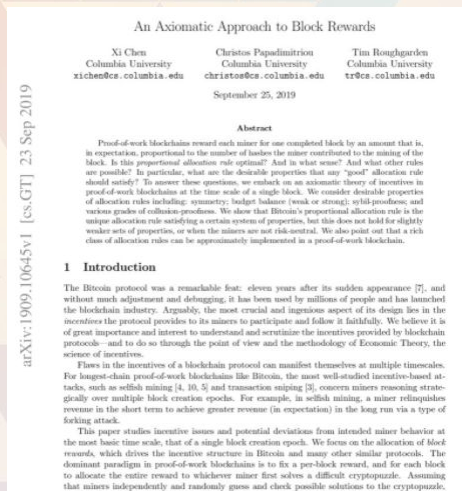 An Axiomatic Approach to Block Rewards
Xi Chen
Columbia University
xichen@cs.columbia.edu
Christos Papadimitriou
Columbia University
christos@cs.columbia.edu
Tim Roughgarden
Columbia University
tr@cs.columbia.edu
September 25, 2019
arXiv:1909.10645v1 [cs.GT] 23 Sep 2019
Abstract
Proof-of-work blockchains reward each miner for one completed block by an amount that is,
in expectation, proportional to the number of hashes the miner contributed to the mining of the
block. Is this proportional allocation rule optimal? And in what sense? And what other rules
are possible? In particular, what are the desirable properties that any "good" allocation rule
should satisfy? To answer these questions, we embark on an axiomatic theory of incentives in
proof-of-work blockchains at the time scale of a single block. We consider desirable properties
of allocation rules including: symmetry; budget balance (weak or strong); sybil-proofness; and
various grades of collusion-proofness. We show that Bitcoin's proportional allocation rule is the
unique allocation rule satisfying a certain system of properties, but this does not hold for slightly
weaker sets of properties, or when the miners are not risk-neutral. We also point out that a rich
class of allocation rules can be approximately implemented in a proof-of-work blockchain.
1 Introduction
The Bitcoin protocol was a remarkable feat: eleven years after its sudden appearance [7], and
without much adjustment and debugging, it has been used by millions of people and has launched
the blockchain industry. Arguably, the most crucial and ingenious aspect of its design lies in the
incentives the protocol provides to its miners to participate and follow it faithfully. We believe it is
of great importance and interest to understand and scrutinize the incentives provided by blockchain
protocols—and to do so through the point of view and the methodology of Economic Theory, the
science of incentives.
Flaws in the incentives of a blockchain protocol can manifest themselves at multiple timescales.
For longest-chain proof-of-work blockchains like Bitcoin, the most well-studied incentive-based at-
tacks, such as selfish mining [4, 10, 5] and transaction sniping [3], concern miners reasoning strate-
gically over multiple block creation epochs. For example, in selfish mining, a miner relinquishes
revenue in the short term to achieve greater revenue (in expectation) in the long run via a type of
forking attack.
This paper studies incentive issues and potential deviations from intended miner behavior at
the most basic time scale, that of a single block creation epoch. We focus on the allocation of block
rewards, which drives the incentive structure in Bitcoin and many other similar protocols. The
dominant paradigm in proof-of-work blockchains is to fix a per-block reward, and for each block
to allocate the entire reward to whichever miner first solves a difficult cryptopuzzle. Assuming
that miners independently and randomly guess and check possible solutions to the cryptopuzzle,